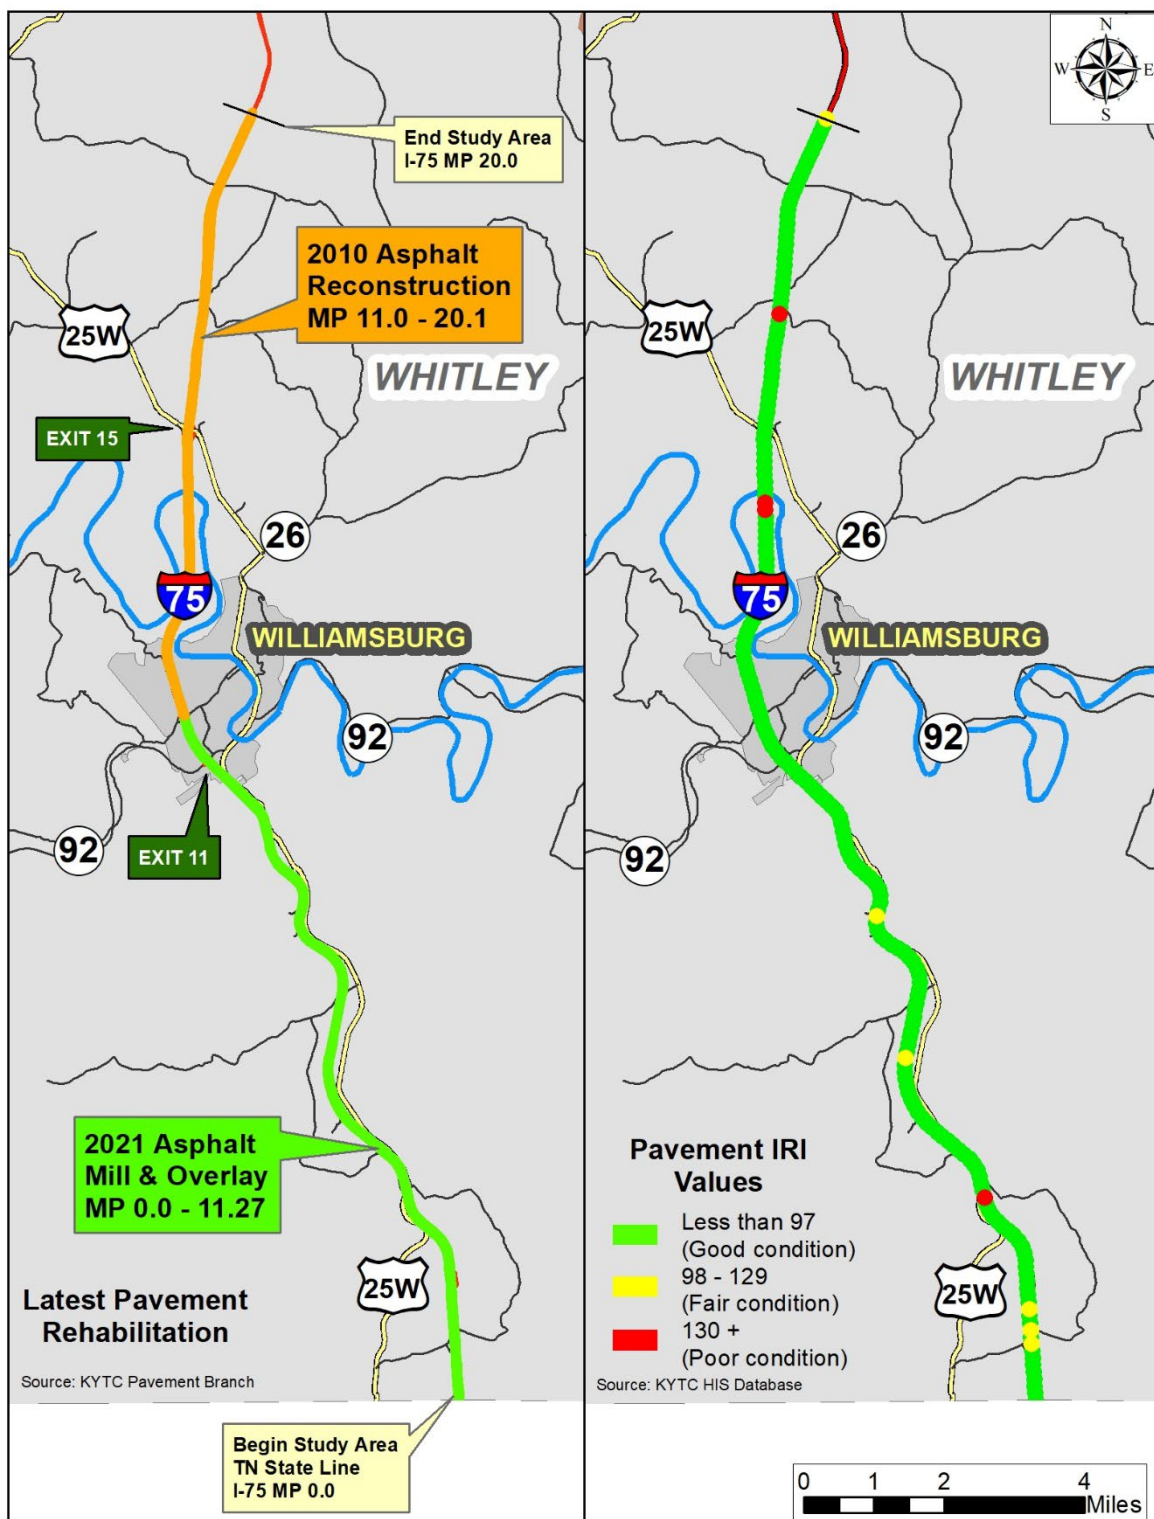 End Study Area
I-75 MP 20.0
2010 Asphalt
Reconstruction
MP 11.0 - 20.1
25W
WHITLEY
EXIT 15
26
75
WILLIAMSBURG
92
92
EXIT 11
2021 Asphalt
Mill & Overlay
MP 0.0 - 11.27
25W
Latest Pavement
Rehabilitation
Source: KYTC Pavement Branch
Begin Study Area
TN State Line
I-75 MP 0.0
N
W E
S
25W
WHITLEY
26
75
WILLIAMSBURG
92
92
Pavement IRI
Values
Less than 97
(Good condition)
98 - 129
(Fair condition)
130 +
(Poor condition)
25W
Source: KYTC HIS Database
0 1 2 4
Miles